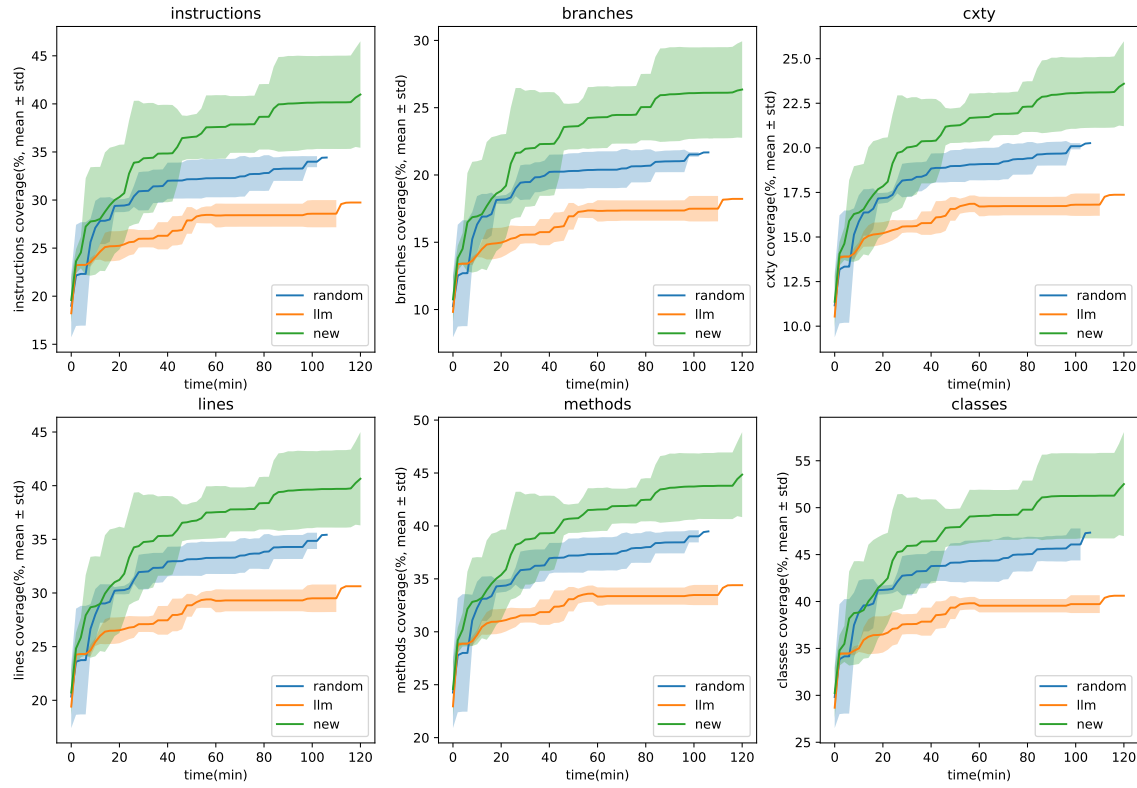 instructions
instructions coverage(%, mean ± std)
45
40
35
30
25
20
15
0 20 40 60 80 100 120
time(min)
random
llm
new
branches
branches coverage(%, mean ± std)
30
25
20
15
10
0 20 40 60 80 100 120
time(min)
random
llm
new
cxty
cxty coverage(%, mean ± std)
25.0
22.5
20.0
17.5
15.0
12.5
10.0
0 20 40 60 80 100 120
time(min)
random
llm
new
lines
lines coverage(%, mean ± std)
45
40
35
30
25
20
0 20 40 60 80 100 120
time(min)
random
llm
new
methods
methods coverage(%, mean ± std)
50
45
40
35
30
25
20
0 20 40 60 80 100 120
time(min)
random
llm
new
classes
classes coverage(%, mean ± std)
55
50
45
40
35
30
25
0 20 40 60 80 100 120
time(min)
random
llm
new